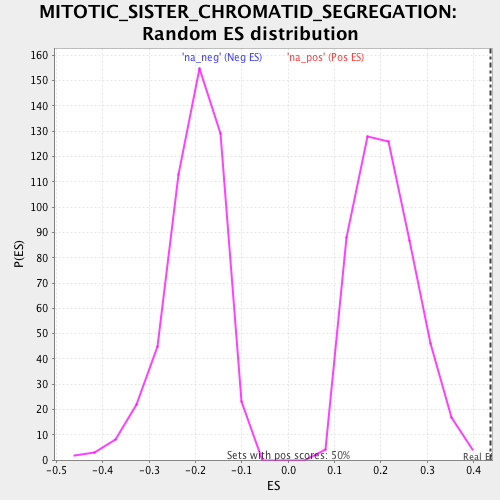 MITOTIC_SISTER_CHROMATID_SEGREGATION:
Random ES distribution
'na_neg' (Neg ES) 'na_pos' (Pos ES)
160
150
140
130
120
110
100
90
80
70
60
50
40
30
20
10
0
P(ES)
Sets with pos scores: 50%
Real E
-0.5 -0.4 -0.3 -0.2 -0.1 0.0 0.1 0.2 0.3 0.4
ES